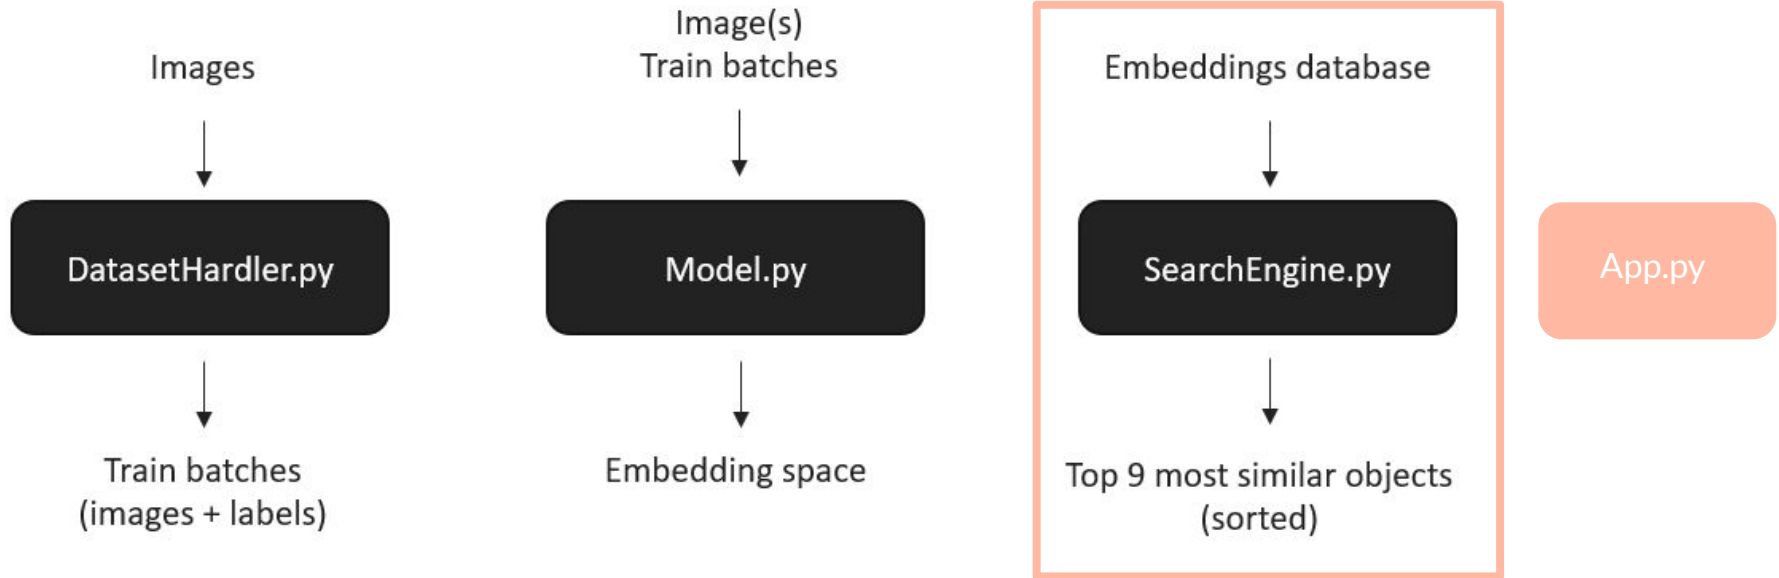 Images
DatasetHardler.py
Train batches
(images + labels)
Image(s)
Train batches
Model.py
Embedding space
Embeddings database
SearchEngine.py
Top 9 most similar objects
(sorted)
App.py